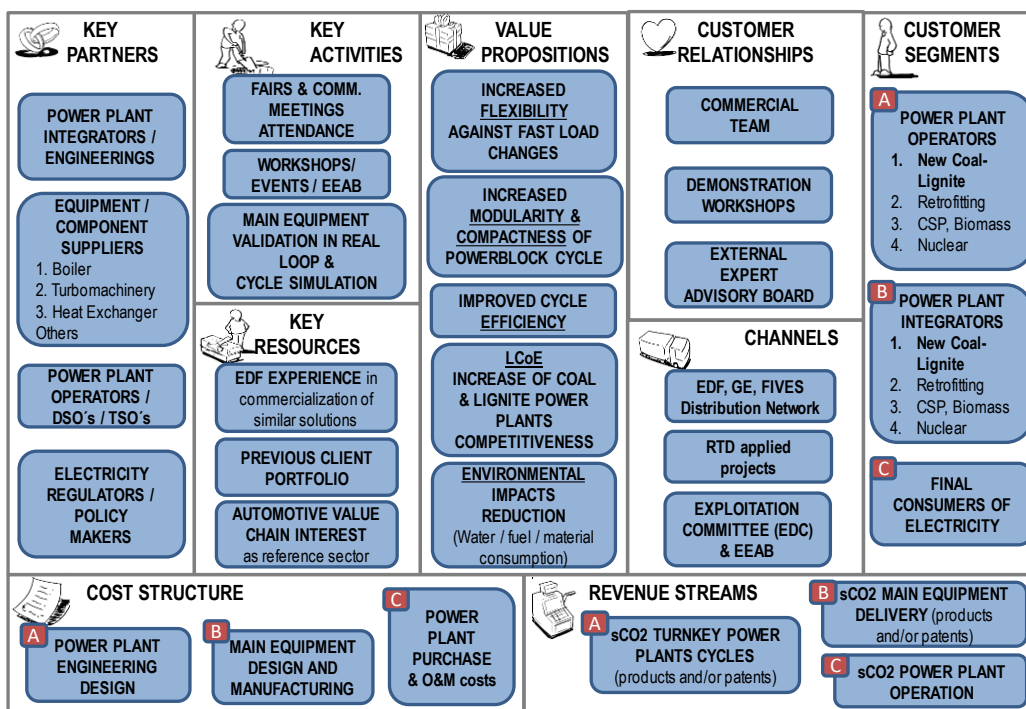 KEY
PARTNERS
POWER PLANT
INTEGRATORS /
ENGINEERINGS
EQUIPMENT /
COMPONENT
SUPPLIERS
1. Boiler
2. Turbomachinery
3. Heat Exchanger
Others
POWER PLANT
OPERATORS /
DSO´s / TSO´s
ELECTRICITY
REGULATORS /
POLICY
MAKERS
KEY
ACTIVITIES
FAIRS & COMM.
MEETINGS
ATTENDANCE
WORKSHOPS/
EVENTS / EEAB
MAIN EQUIPMENT
VALIDATION IN REAL
LOOP &
CYCLE SIMULATION
KEY
RESOURCES
EDF EXPERIENCE in
commercialization of
similar solutions
PREVIOUS CLIENT
PORTFOLIO
AUTOMOTIVE VALUE
CHAIN INTEREST
as reference sector
VALUE
PROPOSITIONS
INCREASED
FLEXIBILITY
AGAINST FAST LOAD
CHANGES
INCREASED
MODULARITY &
COMPACTNESS OF
POWERBLOCK CYCLE
IMPROVED CYCLE
EFFICIENCY
LCoE
INCREASE OF COAL
& LIGNITE POWER
PLANTS
COMPETITIVENESS
ENVIRONMENTAL
IMPACTS
REDUCTION
(Water / fuel / material
consumption)
CUSTOMER
RELATIONSHIPS
COMMERCIAL
TEAM
DEMONSTRATION
WORKSHOPS
EXTERNAL
EXPERT
ADVISORY BOARD
CHANNELS
EDF, GE, FIVES
Distribution Network
RTD applied
projects
EXPLOITATION
COMMITTEE (EDC)
& EEAB
CUSTOMER
SEGMENTS
A
POWER PLANT
OPERATORS
1. New Coal-
Lignite
2. Retrofitting
3. CSP, Biomass
4. Nuclear
B
POWER PLANT
INTEGRATORS
1. New Coal-
Lignite
2. Retrofitting
3. CSP, Biomass
4. Nuclear
C
FINAL
CONSUMERS OF
ELECTRICITY
COST STRUCTURE
A
POWER PLANT
ENGINEERING
DESIGN
B
MAIN EQUIPMENT
DESIGN AND
MANUFACTURING
C
POWER
PLANT
PURCHASE
& O&M costs
REVENUE STREAMS
A
sCO2 TURNKEY POWER
PLANTS CYCLES
(products and/or patents)
B
sCO2 MAIN EQUIPMENT
DELIVERY (products
and/or patents)
C
sCO2 POWER PLANT
OPERATION